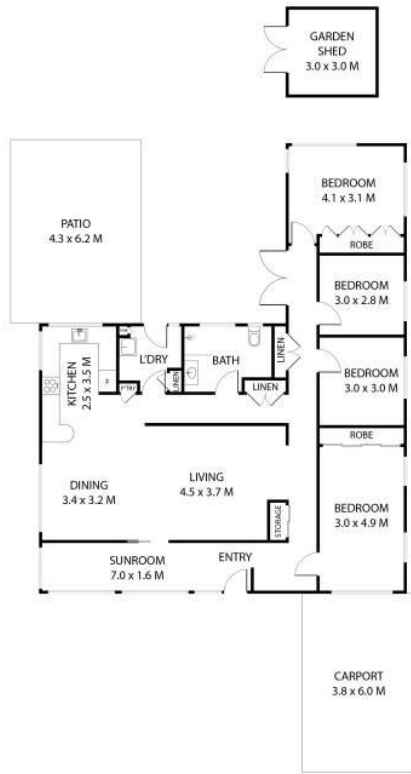 GARDEN
SHED
3.0 x 3.0 M
BEDROOM
4.1 x 3.1 M
ROBE
PATIO
4.3 x 6.2 M
BEDROOM
3.0 x 2.8 M
KITCHEN
2.5 x 3.5 M
F
L'DRY
P'TRY
LINEN
BATH
LINEN
LINEN
BEDROOM
3.0 x 3.0 M
ROBE
DINING
3.4 x 3.2 M
LIVING
4.5 x 3.7 M
STORAGE
BEDROOM
3.0 x 4.9 M
SUNROOM
7.0 x 1.6 M
ENTRY
CARPORT
3.8 x 6.0 M